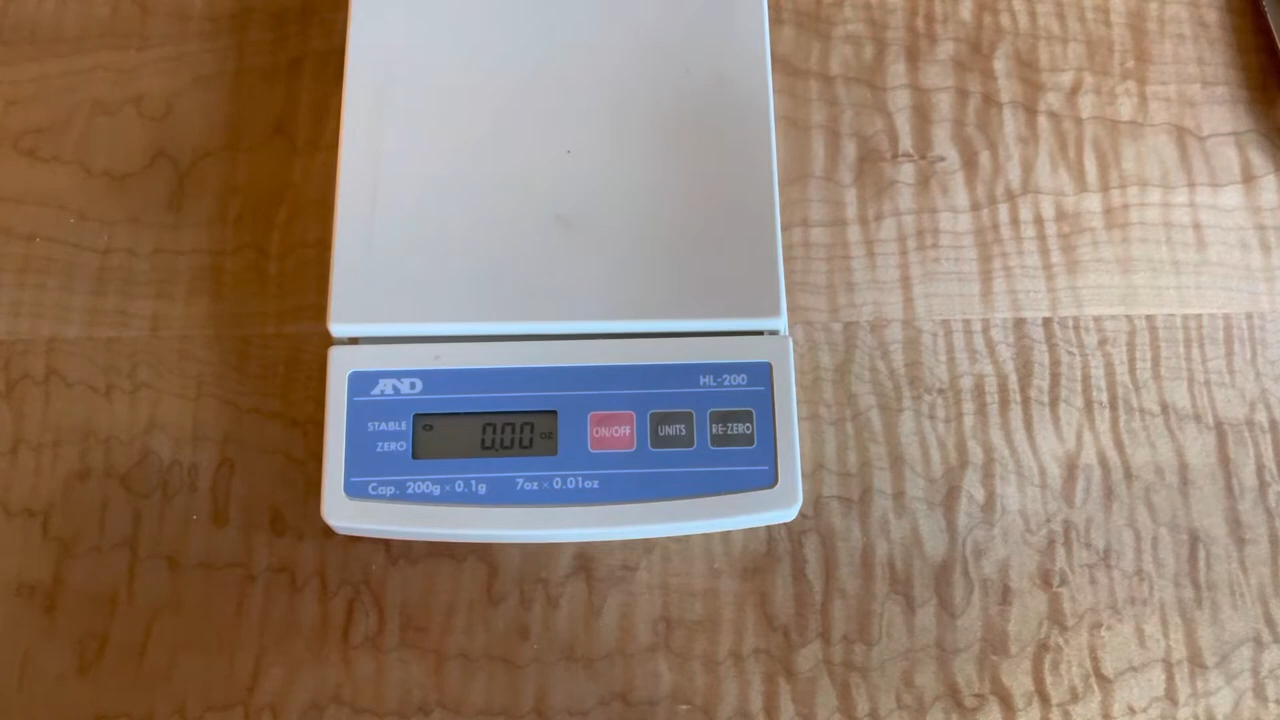 AND HL-200
STABLE
ZERO
0.00 oz
ON/OFF
UNITS
RE-ZERO
Cap. 200g × 0.1g 7oz × 0.01oz